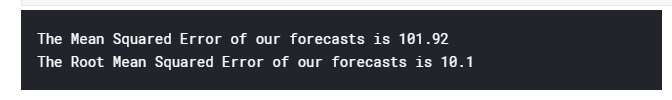 The Mean Squared Error of our forecasts is 101.92
The Root Mean Squared Error of our forecasts is 10.1